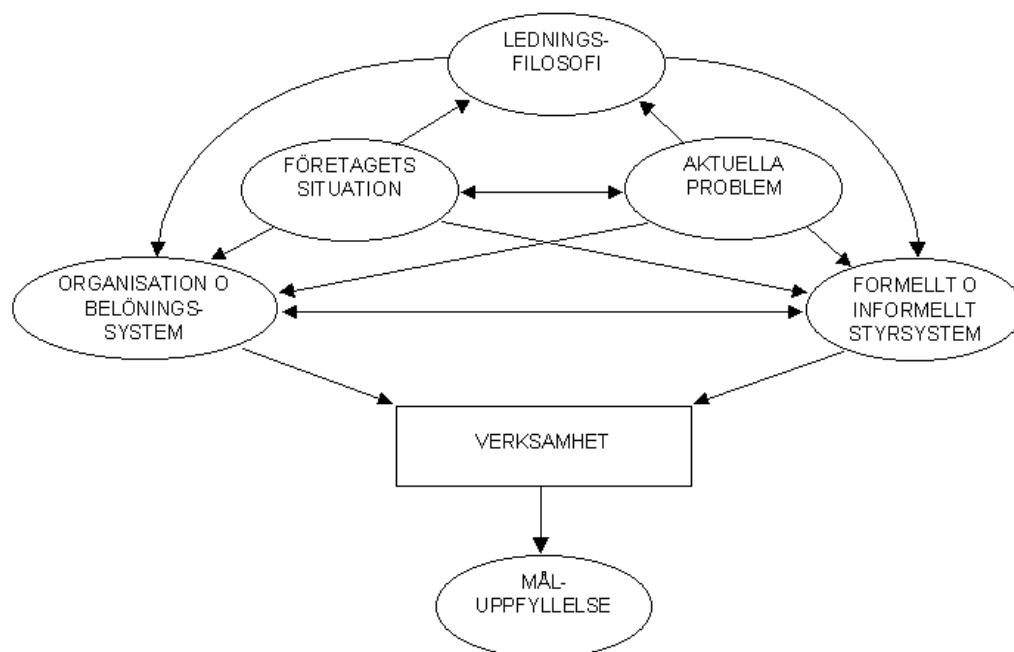 LEDNINGS-
FILOSOFI
FÖRETAGETS
SITUATION
AKTUELLA
PROBLEM
ORGANISATION O
BELÖNINGS-
SYSTEM
FORMELLT O
INFORMELLT
STYRSYSTEM
VERKSAMHET
MÅL-
UPPFYLLELSE